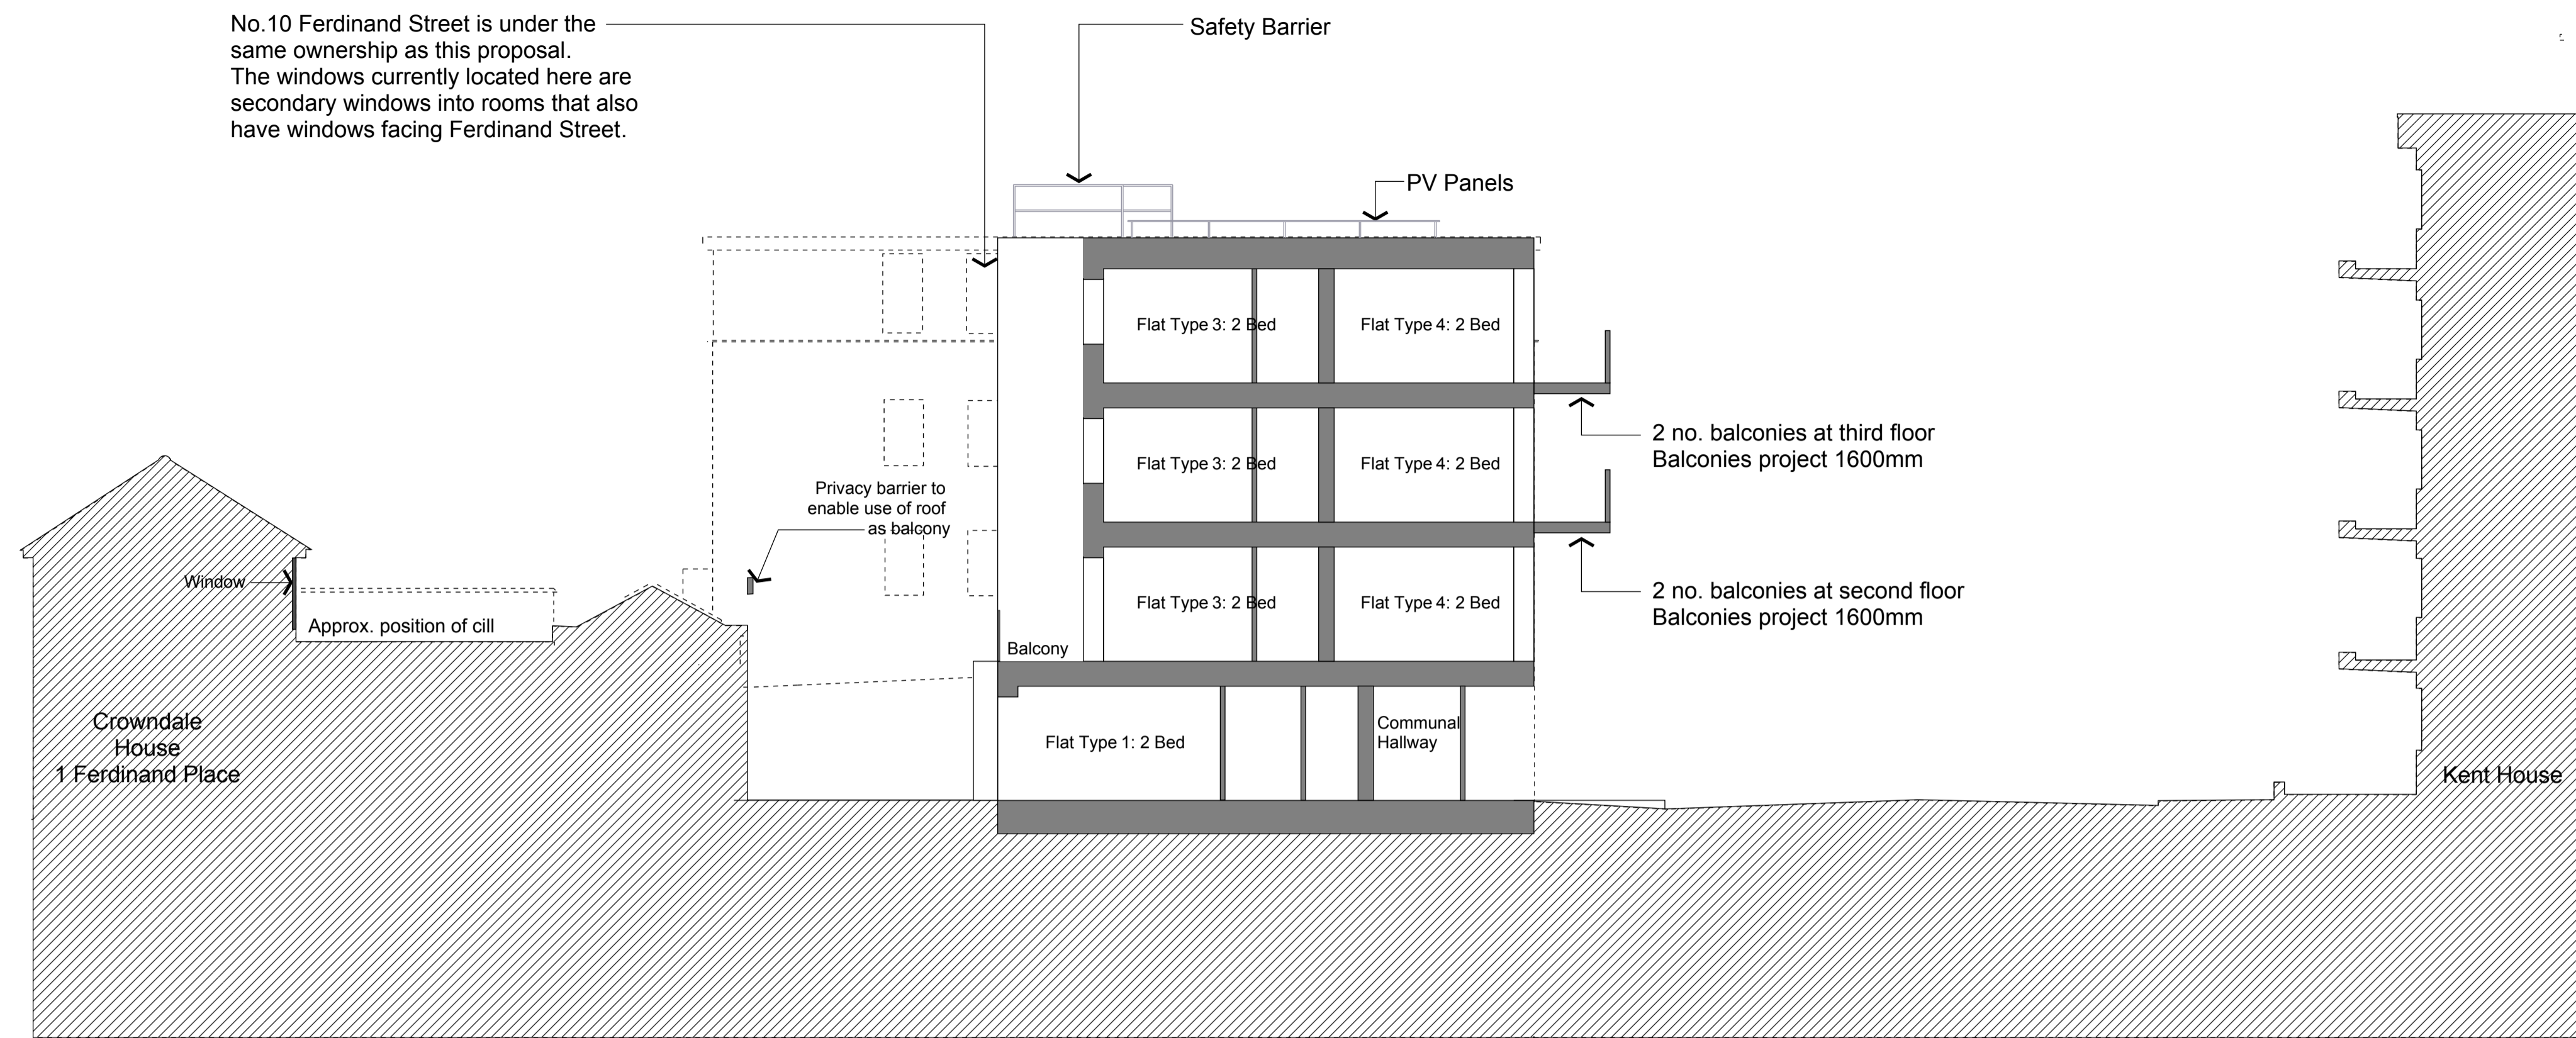 No.10 Ferdinand Street is under the
same ownership as this proposal.
The windows currently located here are
secondary windows into rooms that also
have windows facing Ferdinand Street.
Safety Barrier
PV Panels
Flat Type 3: 2 Bed
Flat Type 4: 2 Bed
2 no. balconies at third floor
Balconies project 1600mm
Flat Type 3: 2 Bed
Flat Type 4: 2 Bed
Privacy barrier to
enable use of roof
as balcony
Window
2 no. balconies at second floor
Balconies project 1600mm
Flat Type 3: 2 Bed
Flat Type 4: 2 Bed
Approx. position of cill
Balcony
Crowndale
House
1 Ferdinand Place
Flat Type 1: 2 Bed
Communal
Hallway
Kent House